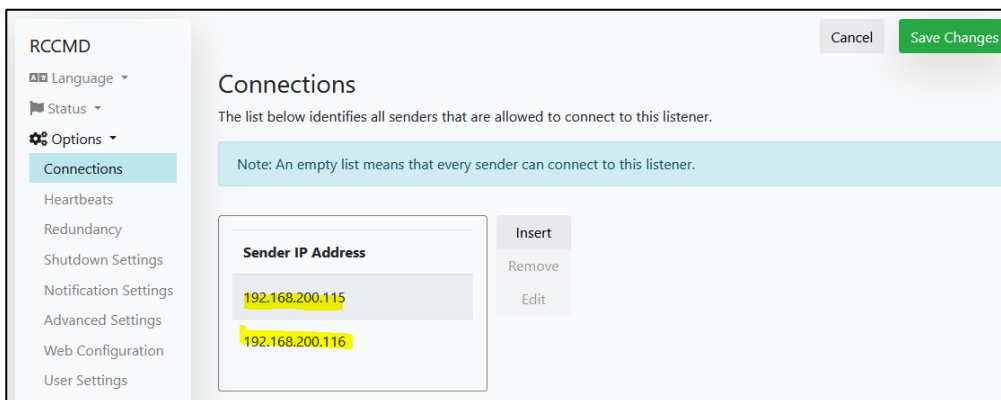 RCCMD
Language
Status
Options
Connections
Heartbeats
Redundancy
Shutdown Settings
Notification Settings
Advanced Settings
Web Configuration
User Settings
Cancel
Save Changes
Connections
The list below identifies all senders that are allowed to connect to this listener.
Note: An empty list means that every sender can connect to this listener.
Sender IP Address
192.168.200.115
192.168.200.116
Insert
Remove
Edit